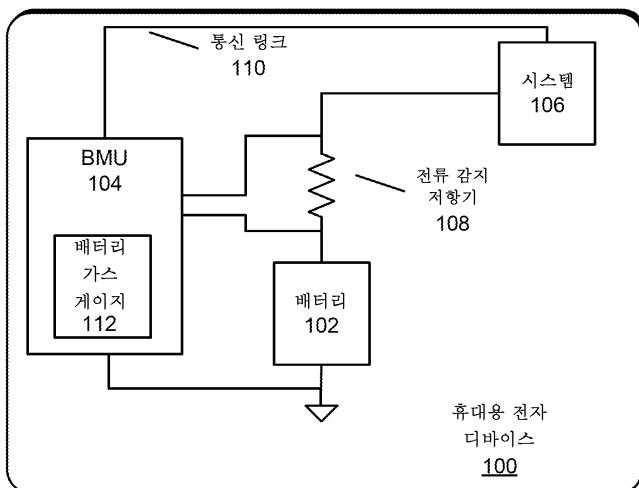 통신 링크
110
시스템
106
BMU
104
전류 감지
저항기
108
배터리
가스
게이지
112
배터리
102
휴대용 전자
디바이스
100